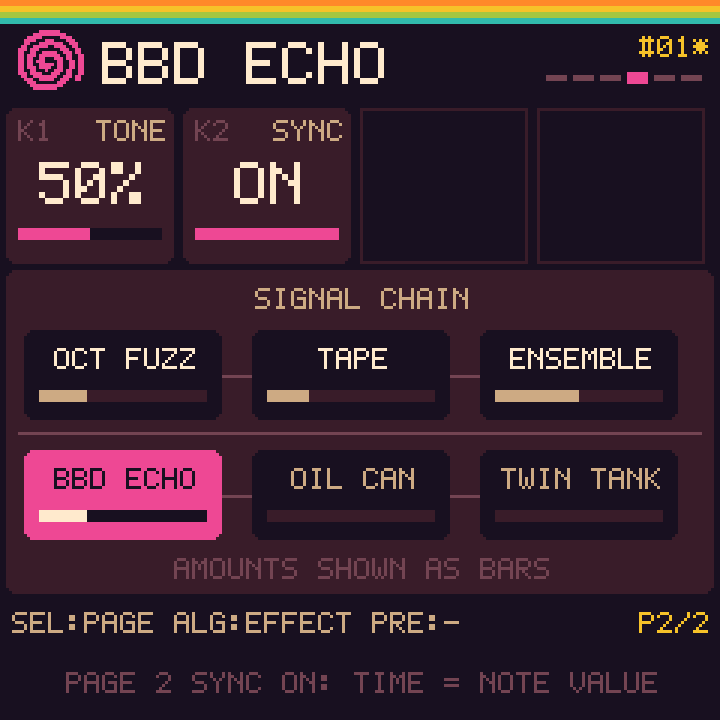 BBD ECHO #01*
K1 TONE K2 SYNC
50% ON
SIGNAL CHAIN
OCT FUZZ TAPE ENSEMBLE
BBD ECHO OIL CAN TWIN TANK
AMOUNTS SHOWN AS BARS
SEL:PAGE ALG:EFFECT PRE:- P2/2
PAGE 2 SYNC ON: TIME = NOTE VALUE